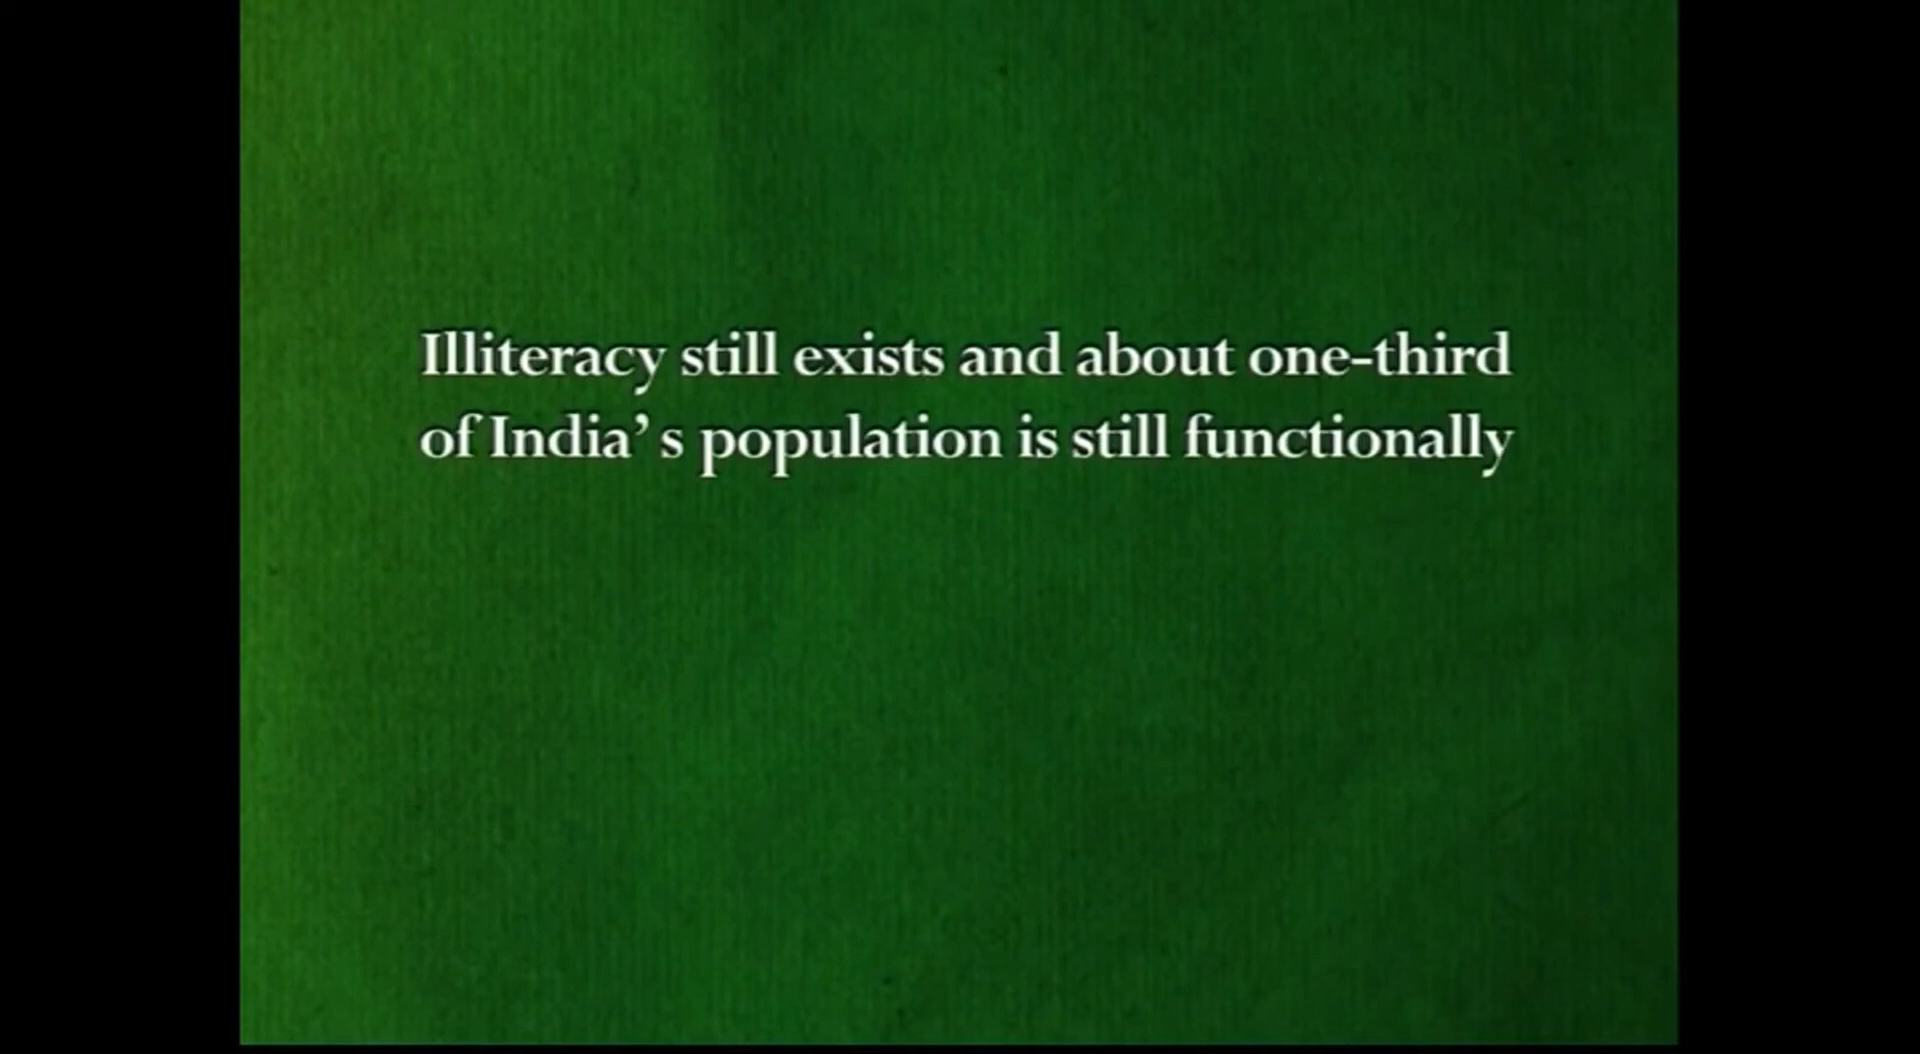 Illiteracy still exists and about one-third
of India’ s population is still functionally